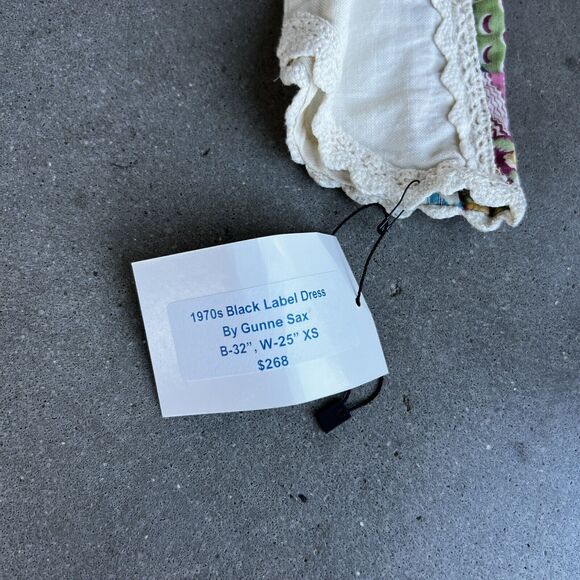 1970s Black Label Dress
By Gunne Sax
B-32", W-25" XS
$268